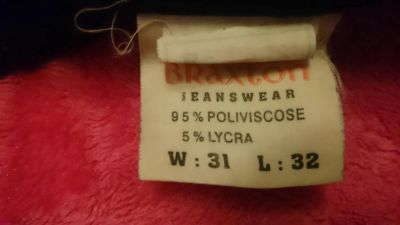 Braxton
JEANSWEAR
95% POLIVISCOSE
5% LYCRA
W : 31 L : 32